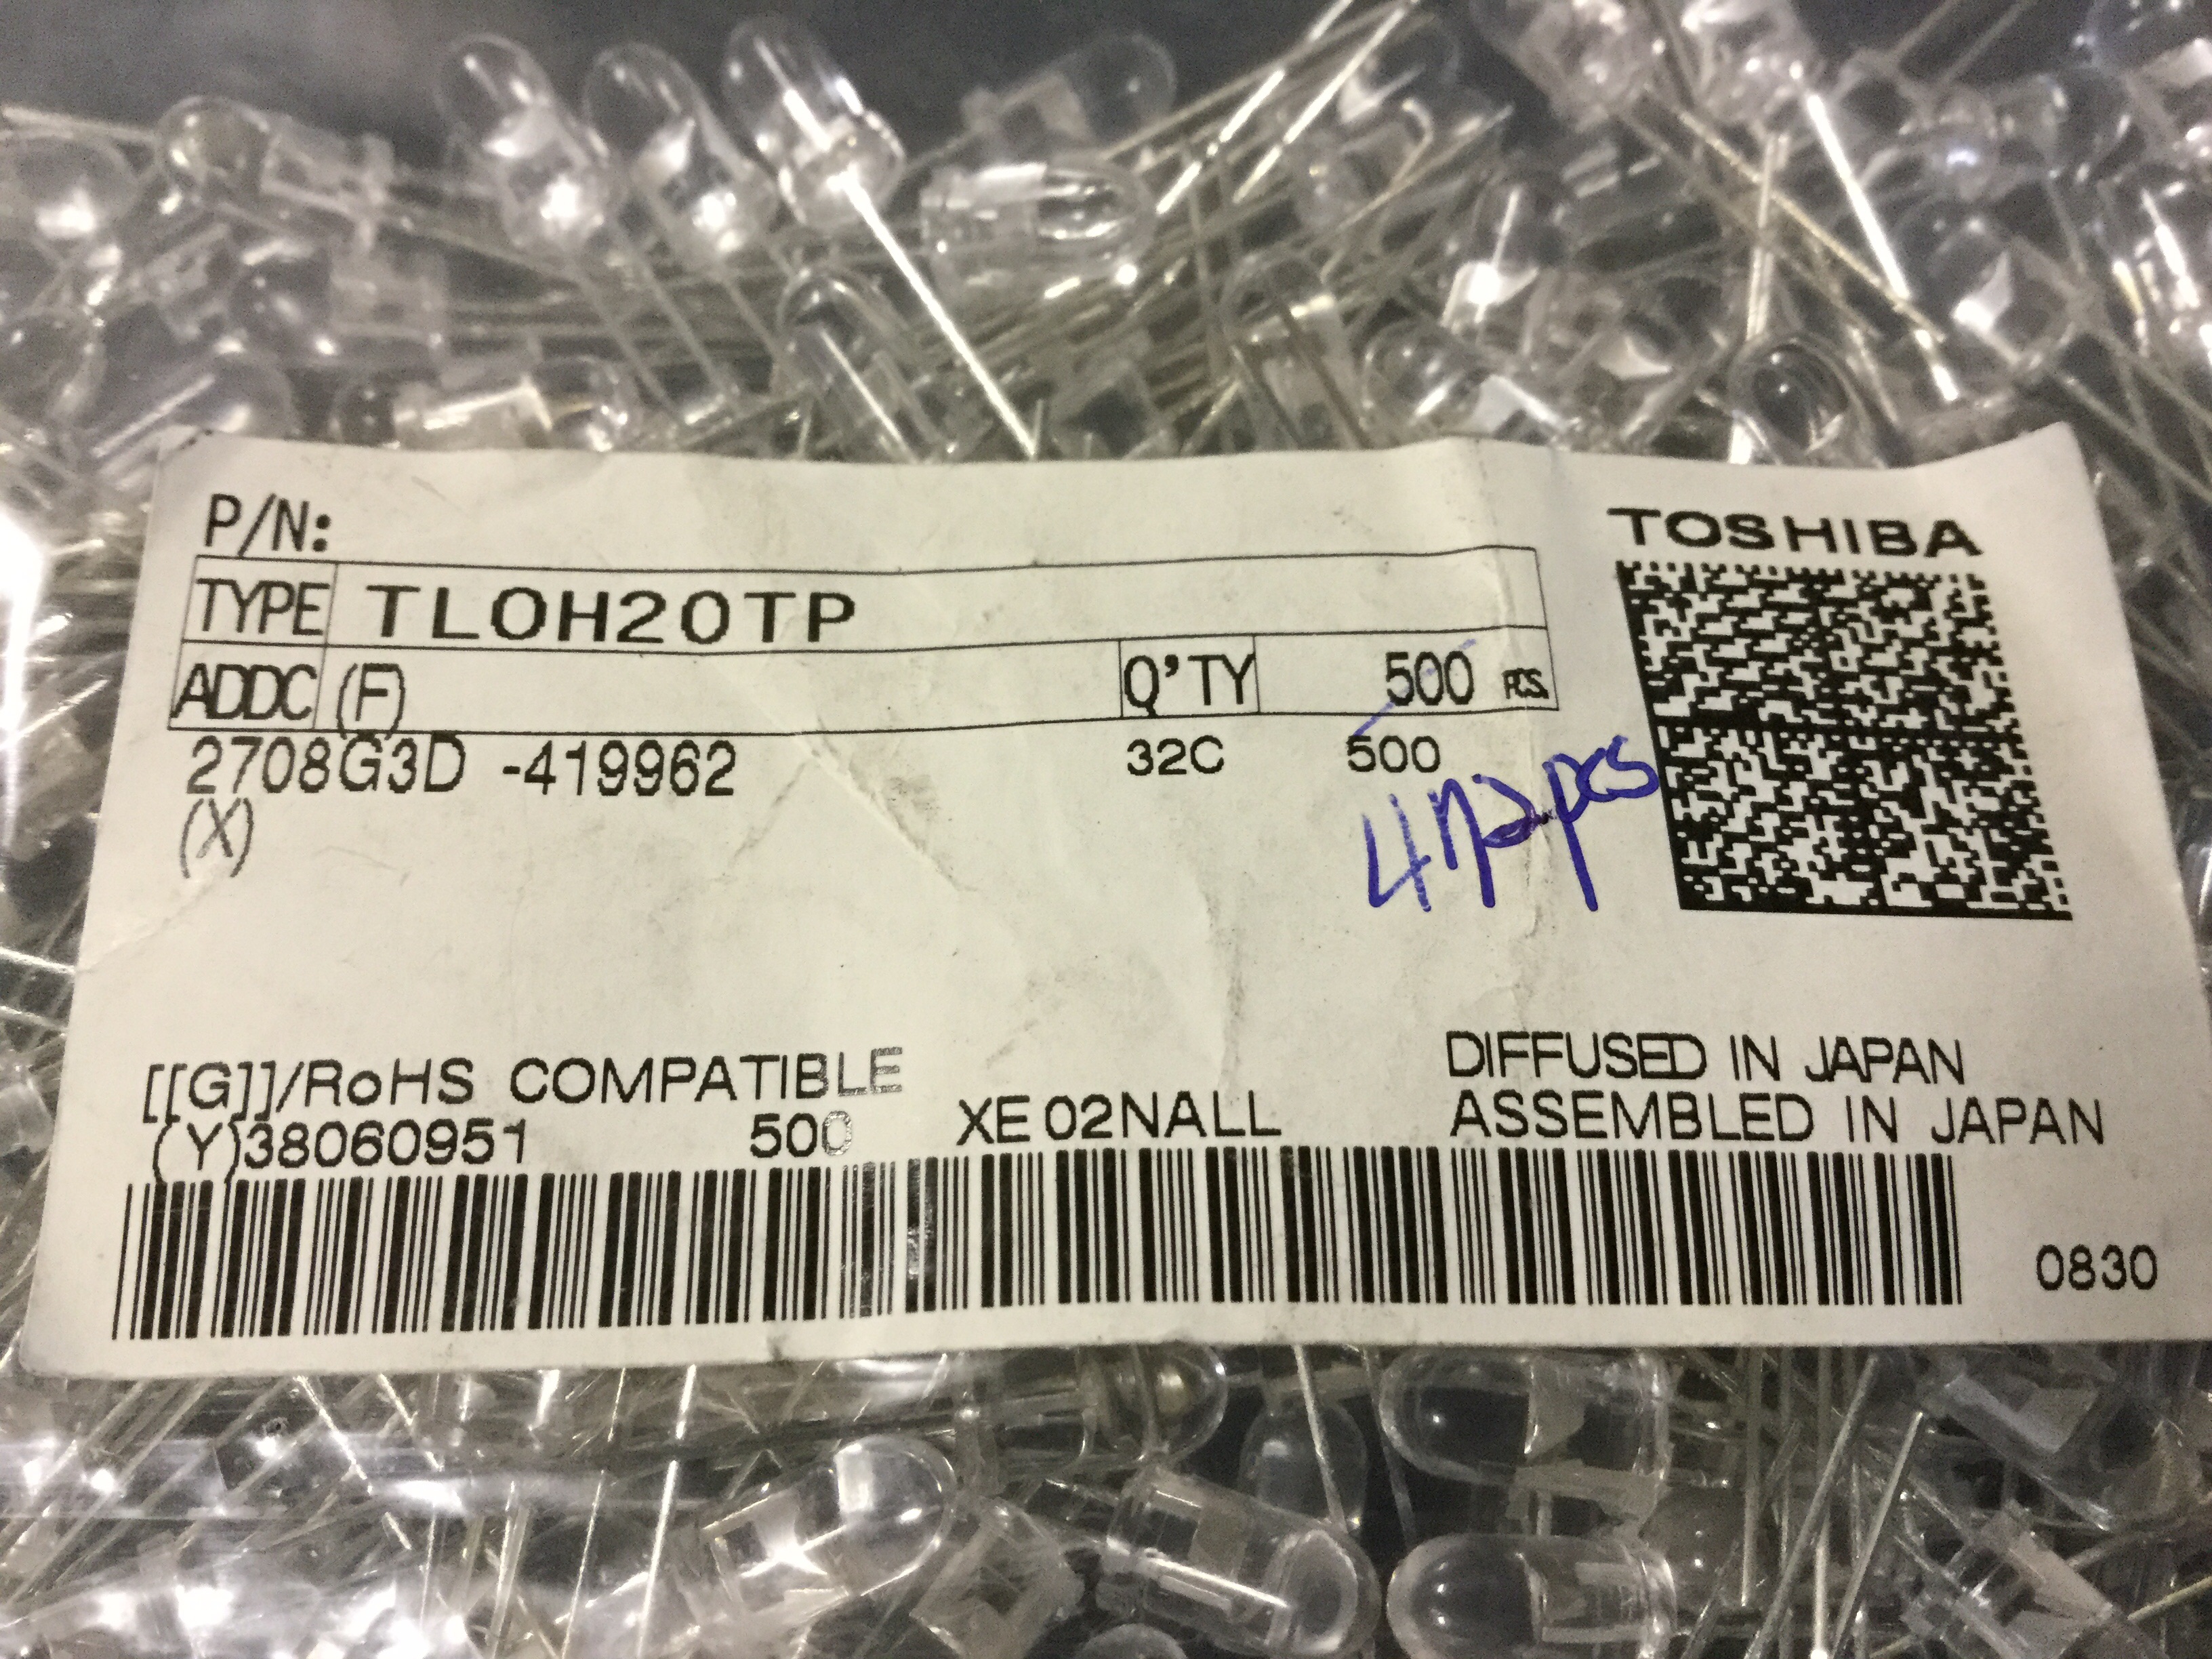 P/N:
TOSHIBA
TYPE TLOH20TP
ADDC (F) Q'TY 500 PCS.
2708G3D -419962 32C 500
(X)
pcs
[[G]]/RoHS COMPATIBLE
DIFFUSED IN JAPAN
(Y)38060951 500 XE 02NALL
ASSEMBLED IN JAPAN
0830